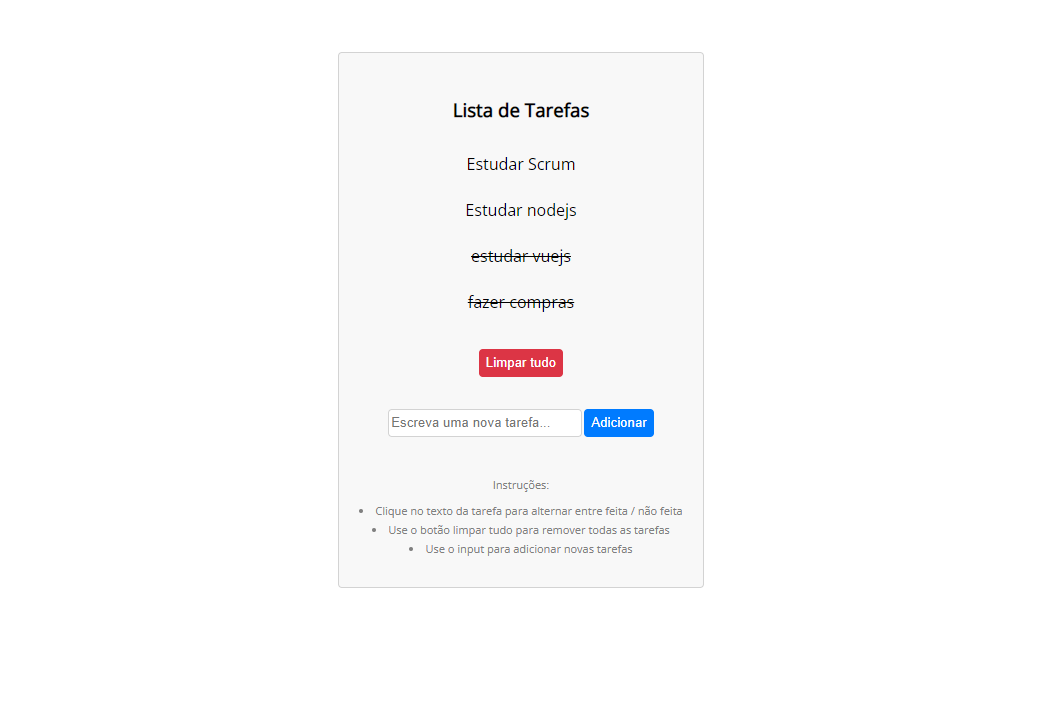 Lista de Tarefas
Estudar Scrum
Estudar nodejs
estudar vuejs
fazer compras
Limpar tudo
Escreva uma nova tarefa... Adicionar
Instruções:
• Clique no texto da tarefa para alternar entre feita / não feita
• Use o botão limpar tudo para remover todas as tarefas
• Use o input para adicionar novas tarefas